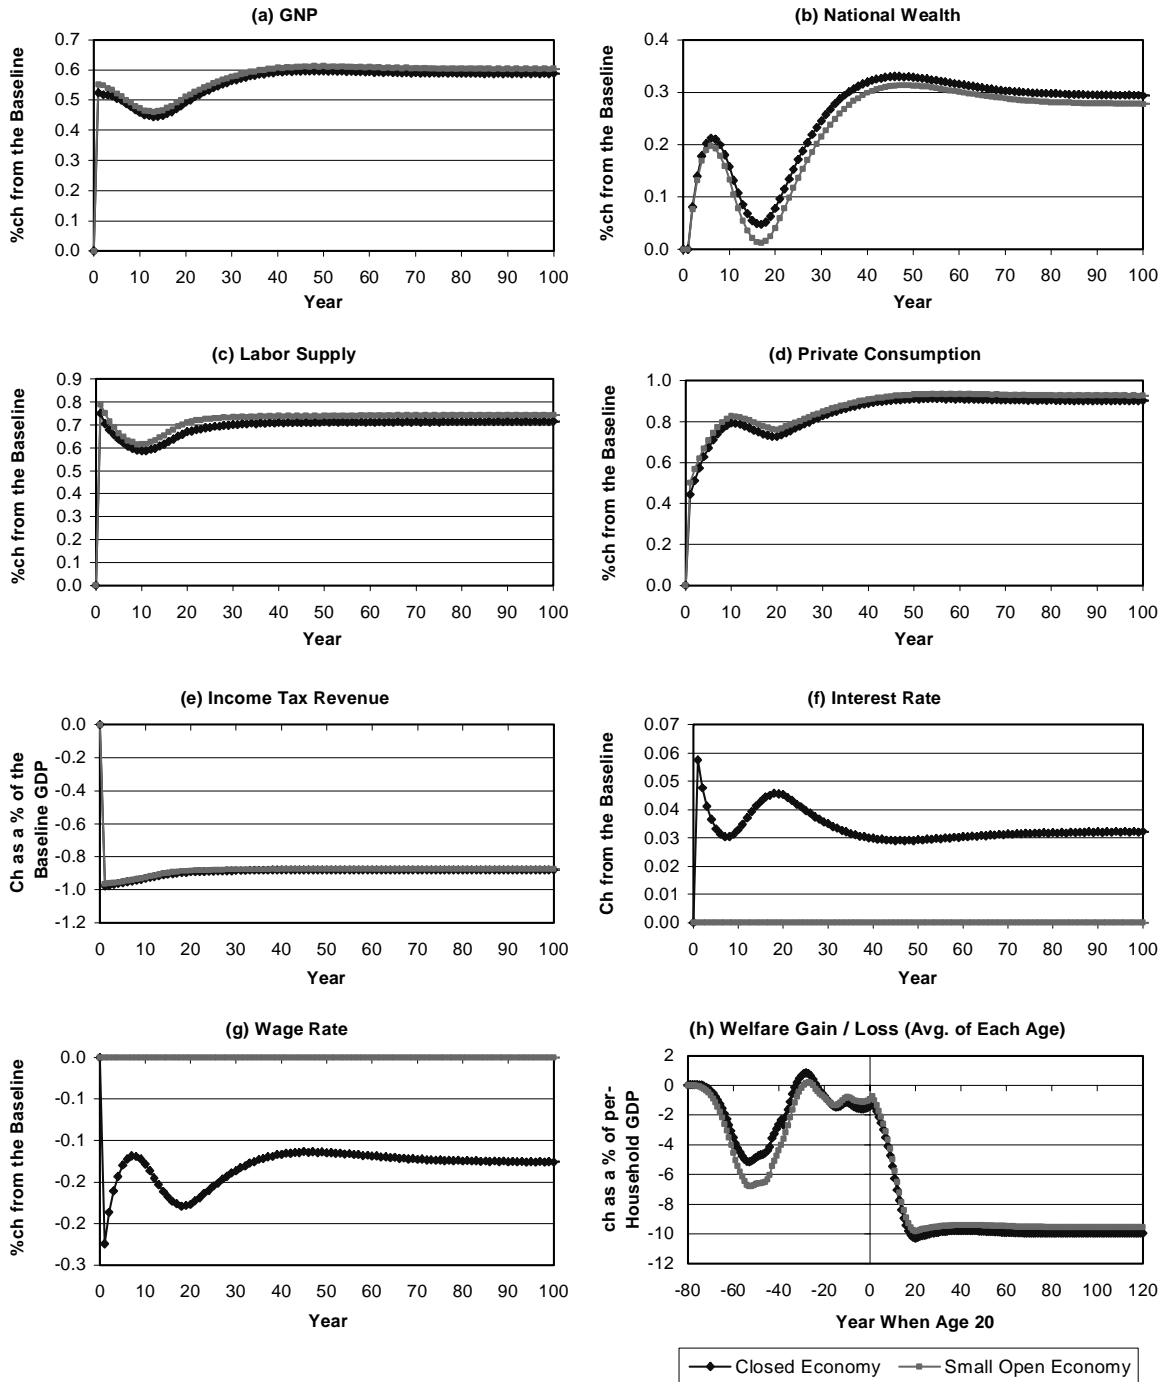 (a) GNP
%ch from the Baseline
0.7
0.6
0.5
0.4
0.3
0.2
0.1
0.0
0 10 20 30 40 50 60 70 80 90 100
Year
(b) National Wealth
%ch from the Baseline
0.4
0.3
0.2
0.1
0.0
0 10 20 30 40 50 60 70 80 90 100
Year
(c) Labor Supply
%ch from the Baseline
0.9
0.8
0.7
0.6
0.5
0.4
0.3
0.2
0.1
0.0
0 10 20 30 40 50 60 70 80 90 100
Year
(d) Private Consumption
%ch from the Baseline
1.0
0.8
0.6
0.4
0.2
0.0
0 10 20 30 40 50 60 70 80 90 100
Year
(e) Income Tax Revenue
Ch as a % of the
Baseline GDP
0.0
-0.2
-0.4
-0.6
-0.8
-1.0
-1.2
0 10 20 30 40 50 60 70 80 90 100
Year
(f) Interest Rate
Ch from the Baseline
0.07
0.06
0.05
0.04
0.03
0.02
0.01
0.00
0 10 20 30 40 50 60 70 80 90 100
Year
(g) Wage Rate
%ch from the Baseline
0.0
-0.1
-0.1
-0.2
-0.2
-0.3
0 10 20 30 40 50 60 70 80 90 100
Year
(h) Welfare Gain / Loss (Avg. of Each Age)
ch as a % of per-
Household GDP
2
0
-2
-4
-6
-8
-10
-12
-80 -60 -40 -20 0 20 40 60 80 100 120
Year When Age 20
Closed Economy Small Open Economy